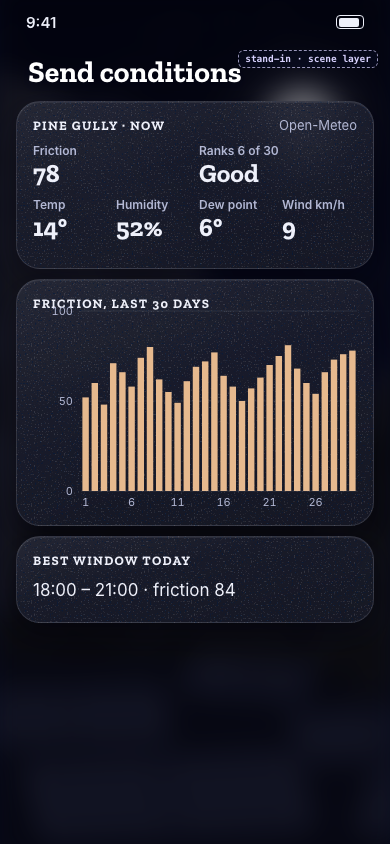 9:41
stand-in · scene layer
Send conditions
PINE GULLY · NOW
Open-Meteo
Friction
Ranks 6 of 30
78
Good
Temp
Humidity
Dew point
Wind km/h
14°
52%
6°
9
FRICTION, LAST 30 DAYS
100
50
0
1
6
11
16
21
26
BEST WINDOW TODAY
18:00 – 21:00 · friction 84